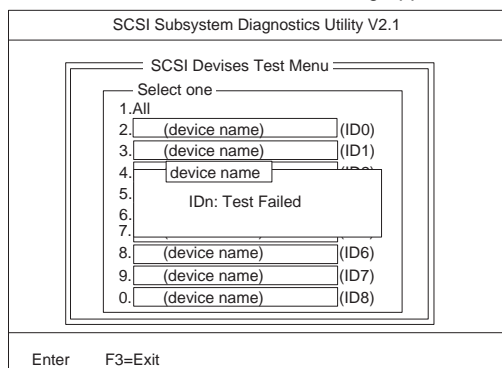 SCSI Subsystem Diagnostics Utility V2.1
SCSI Devises Test Menu
Select one
1.All
2. (device name) (ID0)
3. (device name) (ID1)
4.
device name
5.
IDn: Test Failed
6.
7.
8. (device name) (ID6)
9. (device name) (ID7)
0. (device name) (ID8)
Enter F3=Exit